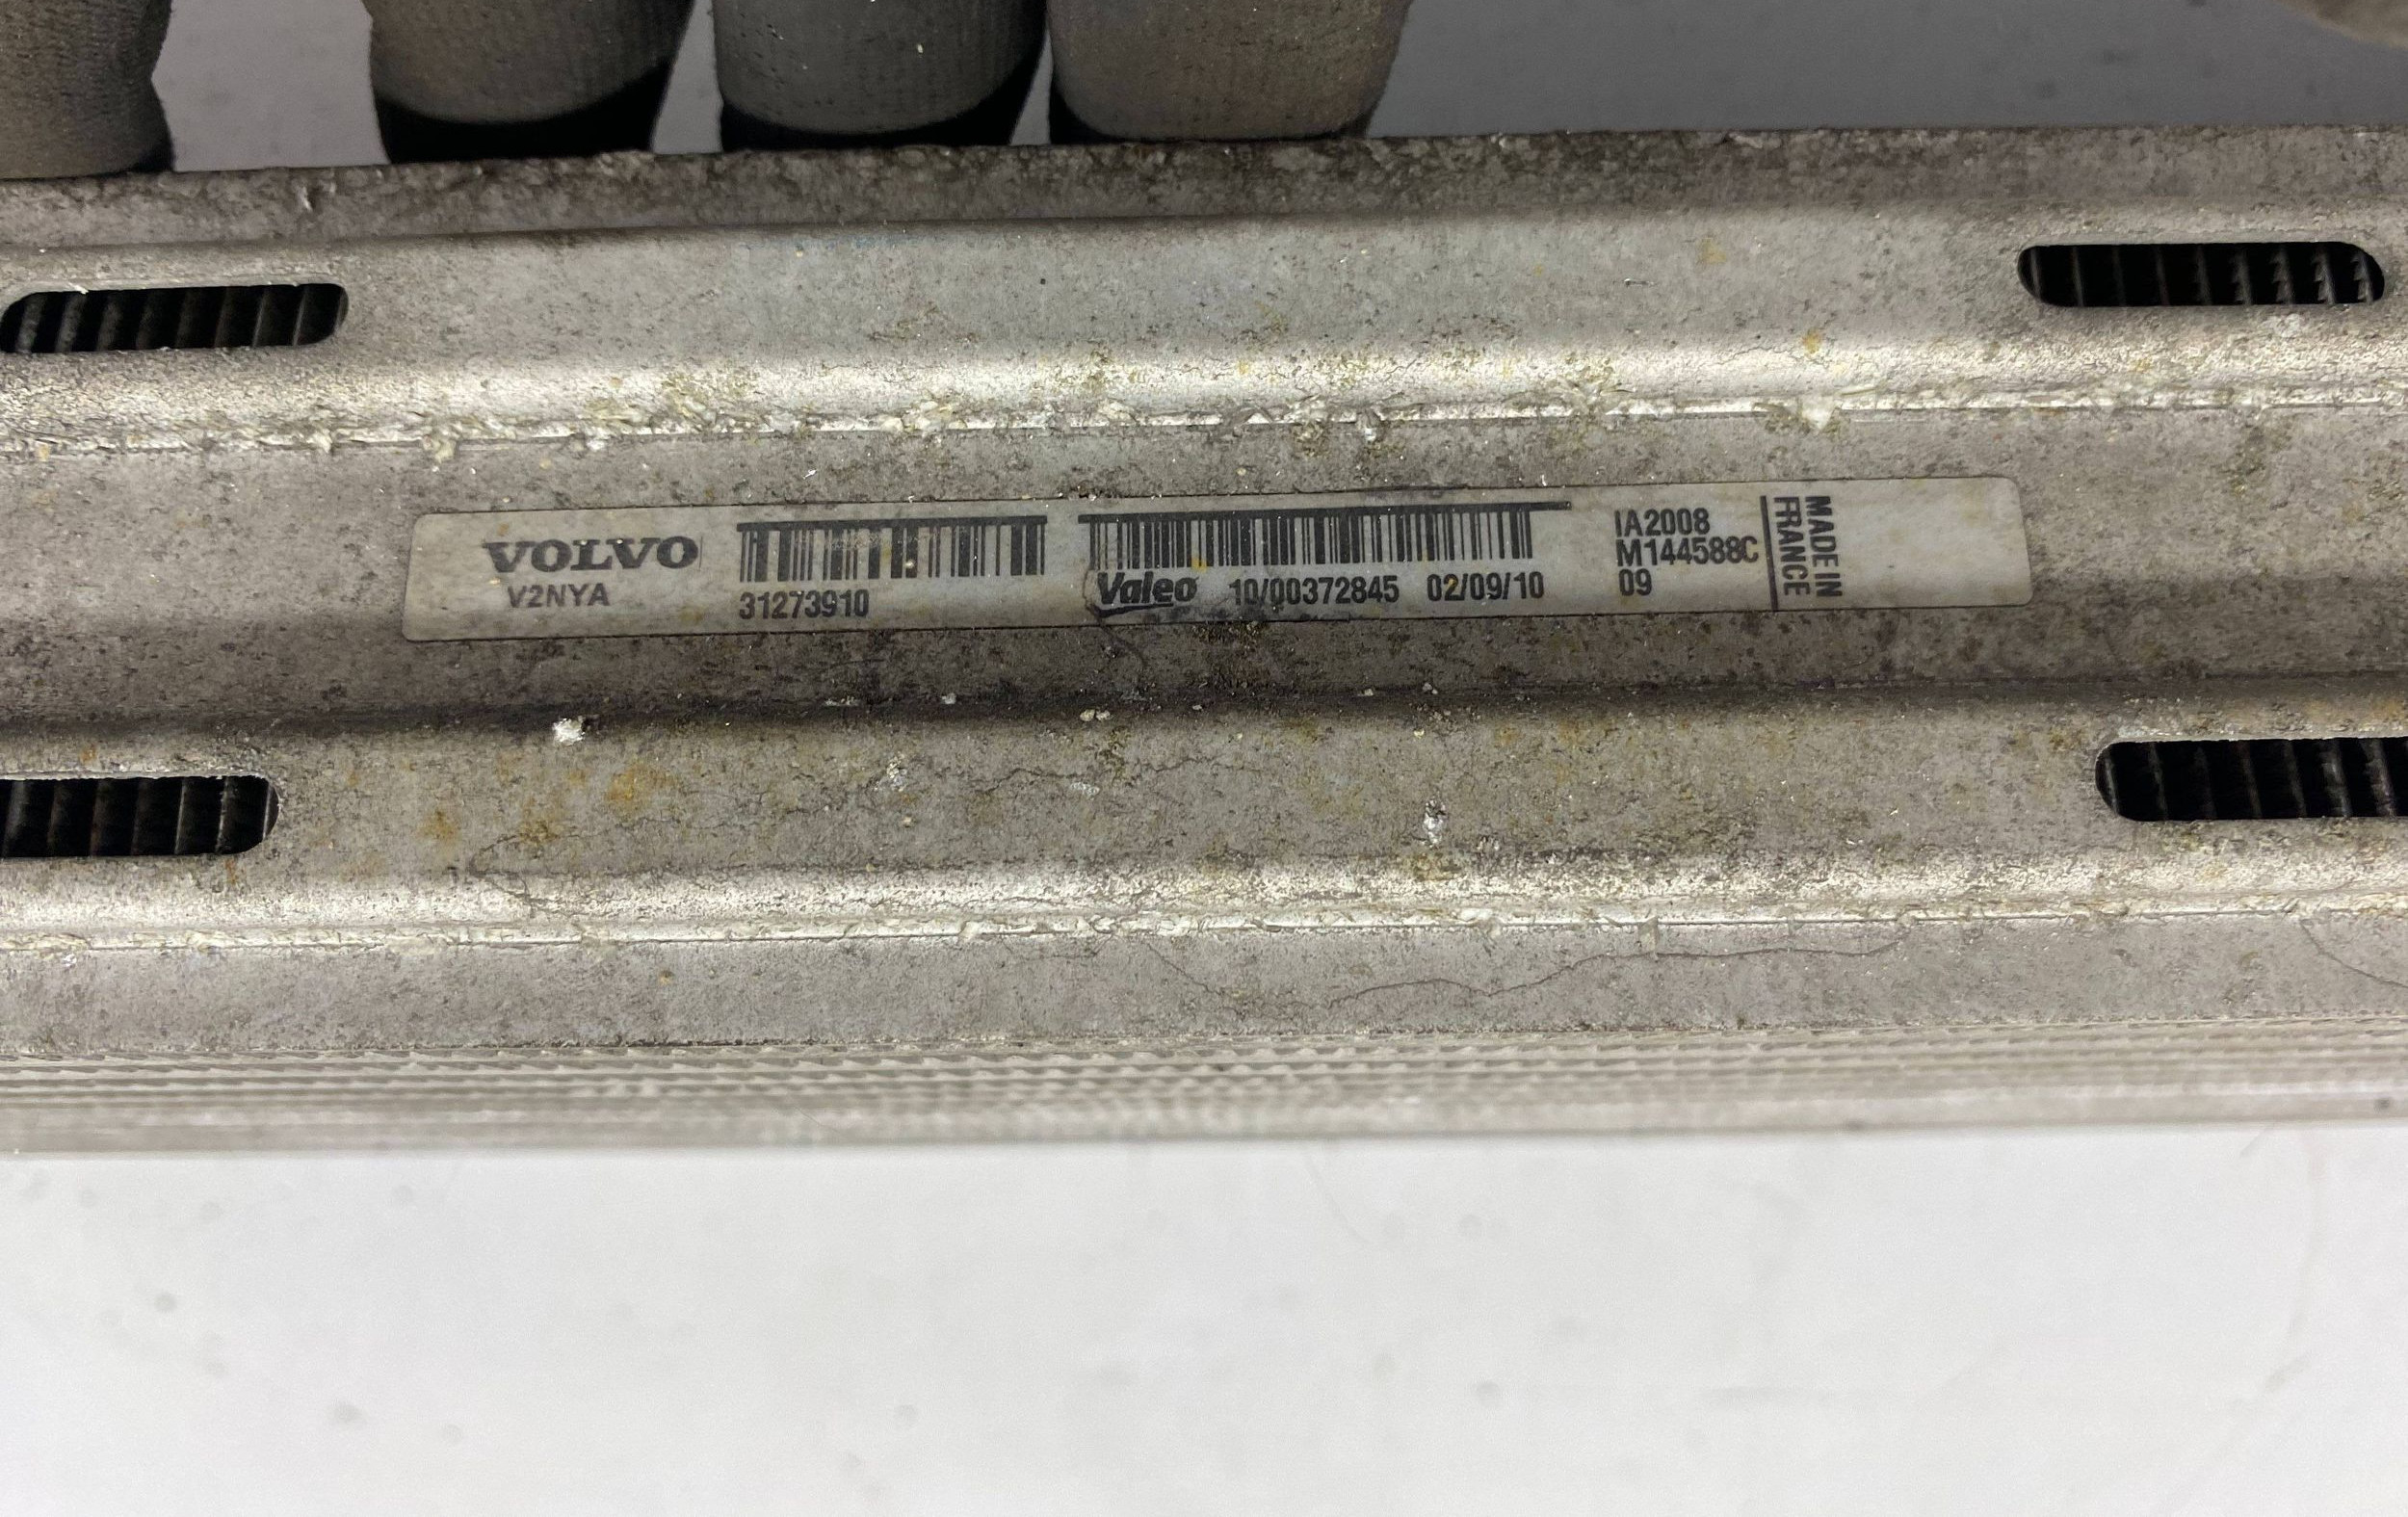 VOLVO
V2NYA
31273910
Valeo 10/00372845 02/09/10
IA2008
M144588C
09
MADE IN
FRANCE